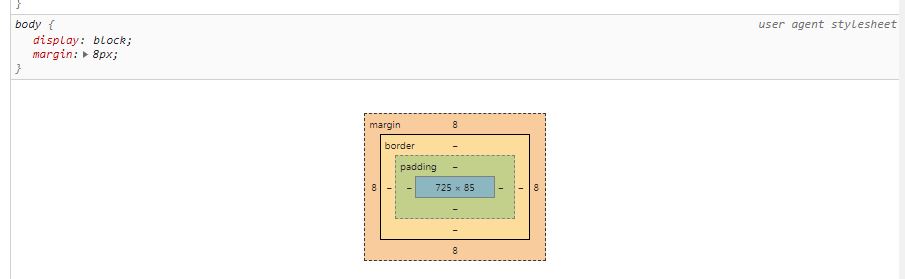 }
body {
user agent stylesheet
display: block;
margin: ▶ 8px;
}
margin 8
border –
padding –
8 – – 725 × 85 – – 8
–
–
8